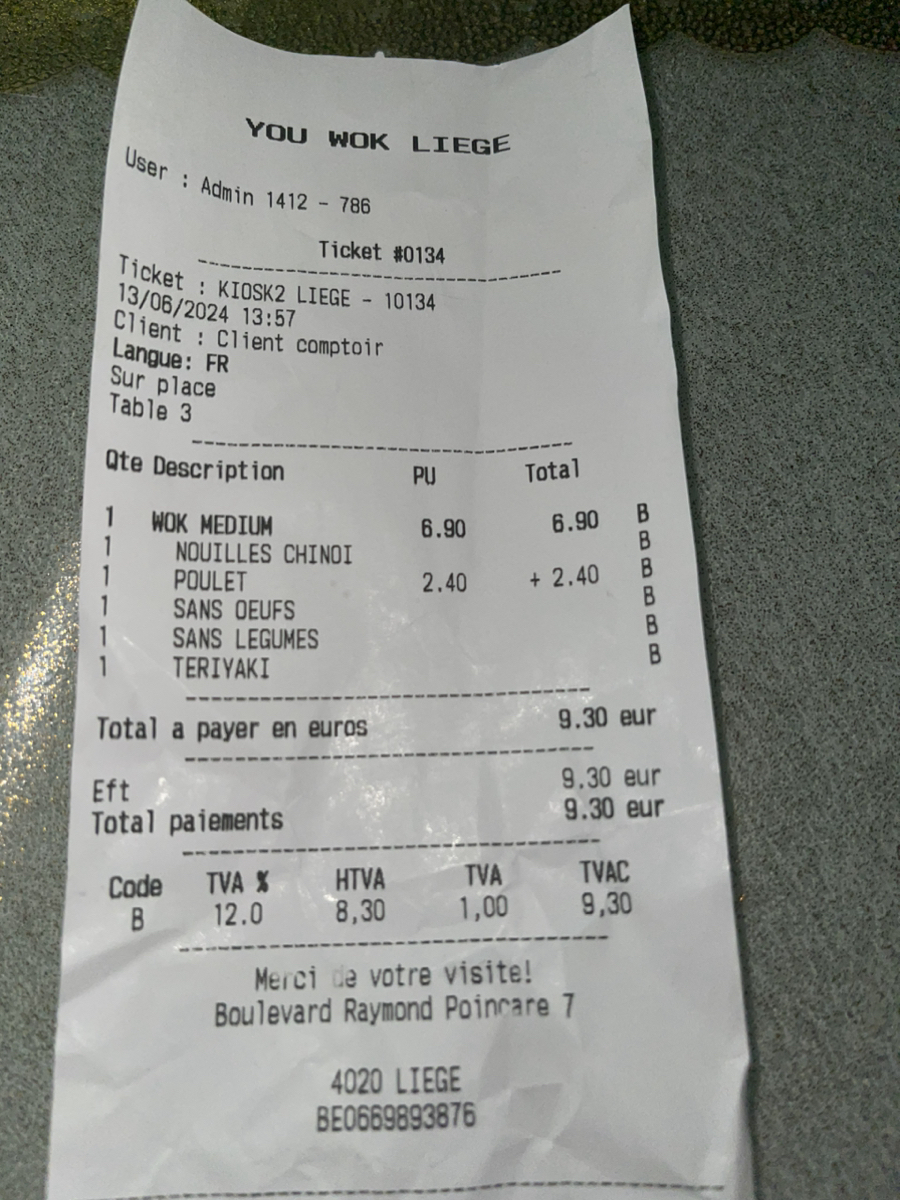 YOU WOK LIEGE
User : Admin 1412 - 786
Ticket #0134
Ticket : KIOSK2 LIEGE - 10134
13/06/2024 13:57
Client : Client comptoir
Langue: FR
Sur place
Table 3
Qte Description PU Total
1 WOK MEDIUM 6.90 6.90 B
1 NOUILLES CHINOI B
1 POULET 2.40 + 2.40 B
1 SANS OEUFS B
1 SANS LEGUMES B
1 TERIYAKI B
Total a payer en euros 9.30 eur
Eft 9.30 eur
Total paiements 9.30 eur
Code TVA % HTVA TVA TVAC
B 12.0 8,30 1,00 9,30
Merci de votre visite!
Boulevard Raymond Poincare 7
4020 LIEGE
BE0669893876